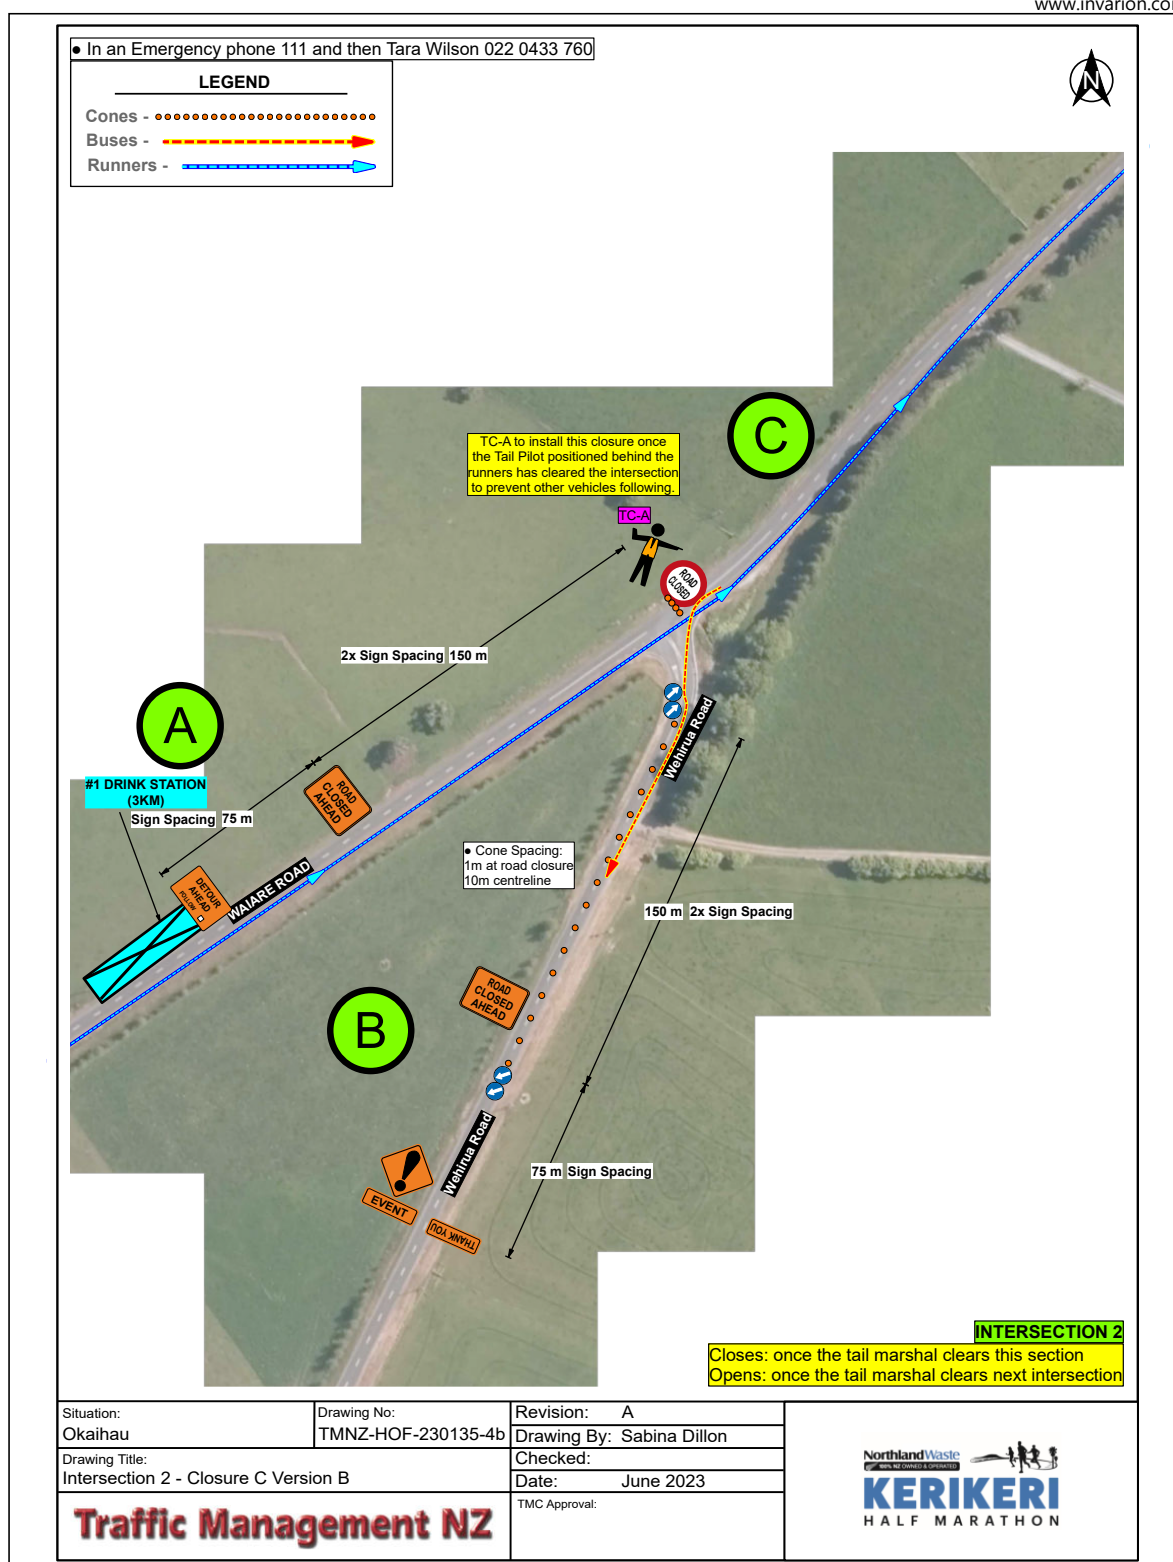 www.invarion.co
• In an Emergency phone 111 and then Tara Wilson 022 0433 760
LEGEND
Cones -
Buses -
Runners -
N
C
TC-A to install this closure once
the Tail Pilot positioned behind the
runners has cleared the intersection
to prevent other vehicles following.
TC-A
ROAD
CLOSED
2x Sign Spacing 150 m
A
#1 DRINK STATION
(3KM)
Sign Spacing 75 m
ROAD
CLOSED
AHEAD
Wehirua Road
DETOUR
AHEAD
FOLLOW
WAIARE ROAD
• Cone Spacing:
1m at road closure
10m centreline
150 m 2x Sign Spacing
ROAD
CLOSED
AHEAD
B
Wehirua Road
75 m Sign Spacing
!
EVENT
THANK YOU
INTERSECTION 2
Closes: once the tail marshal clears this section
Opens: once the tail marshal clears next intersection
Situation:
Okaihau
Drawing No:
TMNZ-HOF-230135-4b
Revision: A
Drawing By: Sabina Dillon
Drawing Title:
Intersection 2 - Closure C Version B
Checked:
Date: June 2023
Traffic Management NZ
TMC Approval:
NorthlandWaste
100% NZ OWNED & OPERATED
KERIKERI
HALF MARATHON